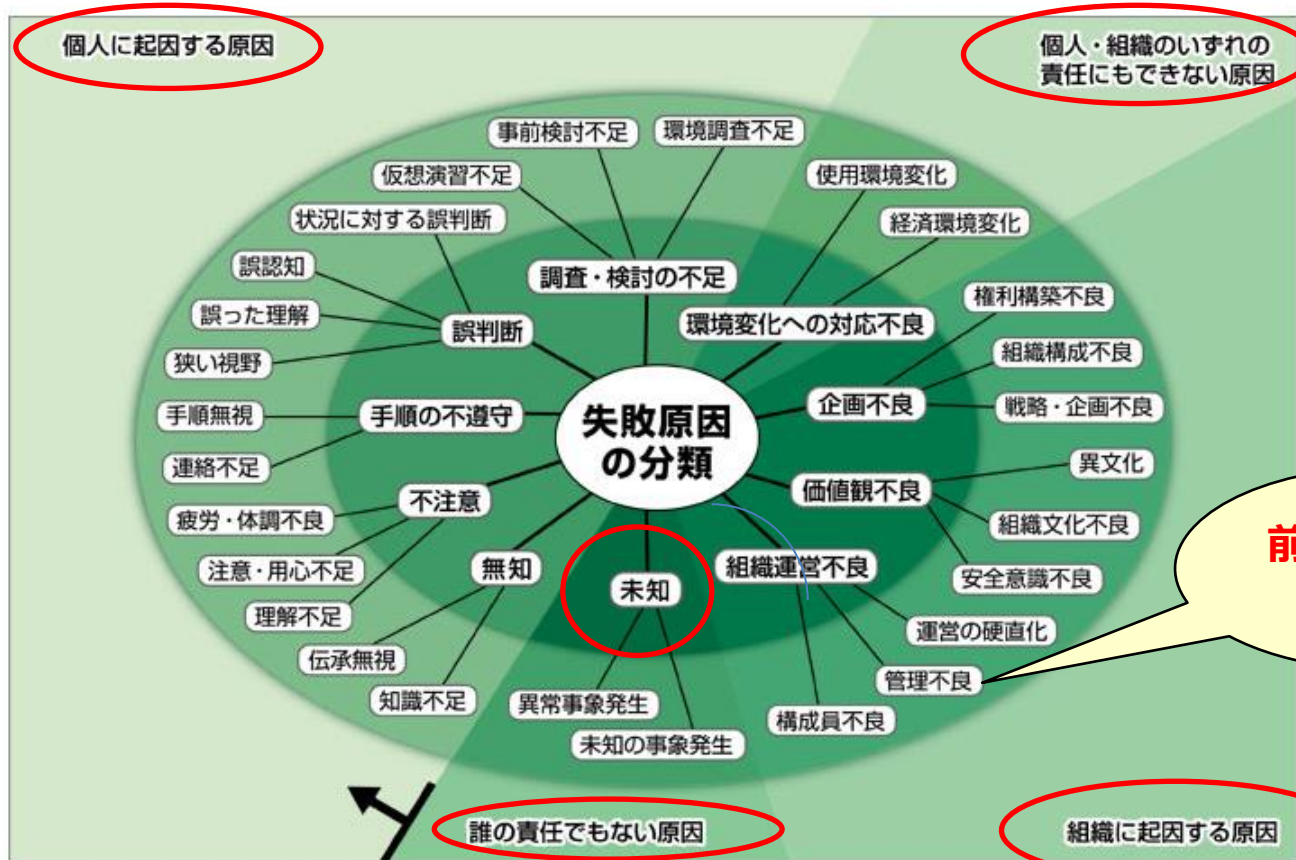 個人に起因する原因
個人・組織のいずれの
責任にもできない原因
事前検討不足
環境調査不足
仮想演習不足
使用環境変化
状況に対する誤判断
経済環境変化
誤認知
調査・検討の不足
権利構築不良
誤った理解
誤判断
環境変化への対応不良
組織構成不良
狭い視野
手順無視
手順の不遵守
失敗原因
の分類
企画不良
戦略・企画不良
連絡不足
異文化
不注意
価値観不良
疲労・体調不良
組織文化不良
前
注意・用心不足
無知
未知
組織運営不良
安全意識不良
理解不足
運営の硬直化
伝承無視
管理不良
知識不足
異常事象発生
構成員不良
未知の事象発生
誰の責任でもない原因
組織に起因する原因